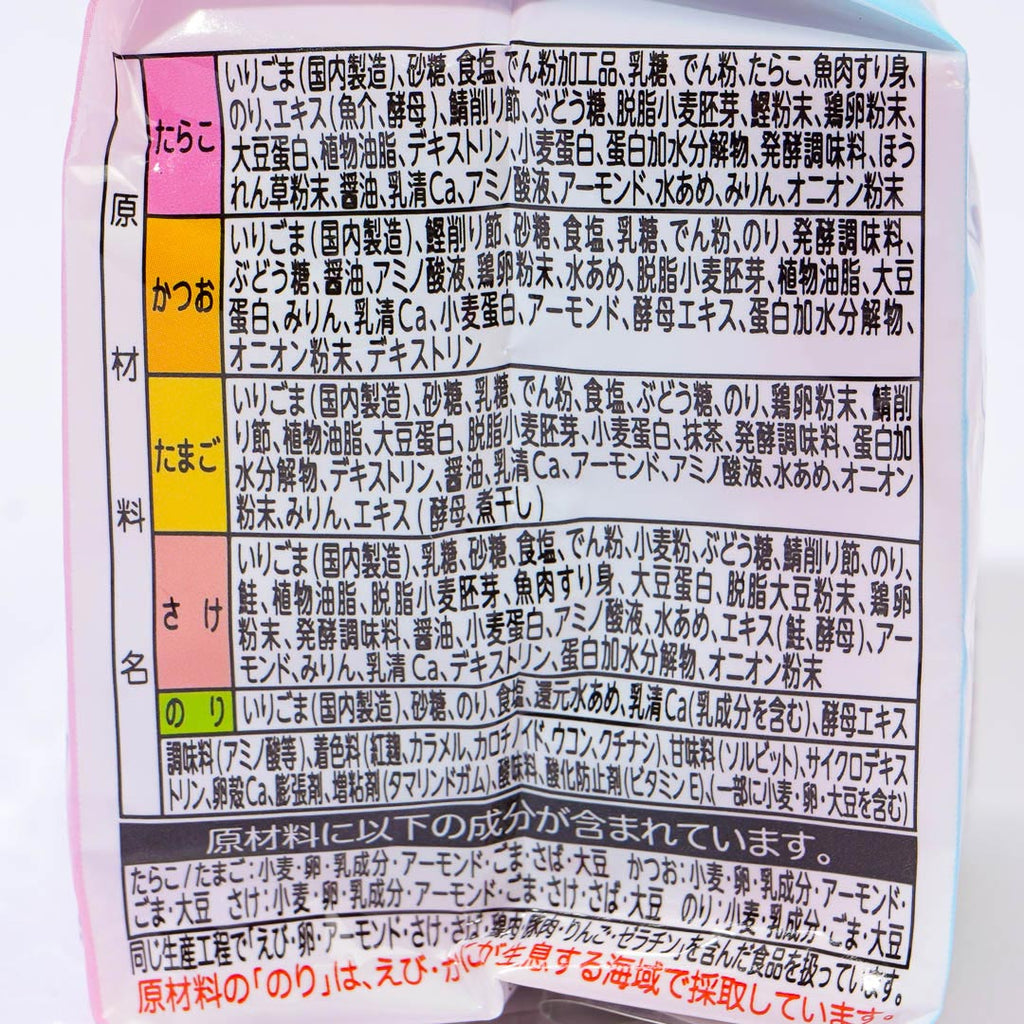 原材料名
たらこ
いりごま(国内製造)、砂糖、食塩、でん粉加工品、乳糖、でん粉、たらこ、魚肉すり身、
のり、エキス(魚介、酵母)、鯖削り節、ぶどう糖、脱脂小麦胚芽、鰹粉末、鶏卵粉末、
大豆蛋白、植物油脂、デキストリン、小麦蛋白、蛋白加水分解物、発酵調味料、ほう
れん草粉末、醤油、乳清Ca、アミノ酸液、アーモンド、水あめ、みりん、オニオン粉末
かつお
いりごま(国内製造)、鰹削り節、砂糖、食塩、乳糖、でん粉、のり、発酵調味料、
ぶどう糖、醤油、アミノ酸液、鶏卵粉末、水あめ、脱脂小麦胚芽、植物油脂、大豆
蛋白、みりん、乳清Ca、小麦蛋白、アーモンド、酵母エキス、蛋白加水分解物、
オニオン粉末、デキストリン
たまご
いりごま(国内製造)、砂糖、乳糖、でん粉、食塩、ぶどう糖、のり、鶏卵粉末、鯖削
り節、植物油脂、大豆蛋白、脱脂小麦胚芽、小麦蛋白、抹茶、発酵調味料、蛋白加
水分解物、デキストリン、醤油、乳清Ca、アーモンド、アミノ酸液、水あめ、オニオン
粉末、みりん、エキス(酵母、煮干し)
さけ
いりごま(国内製造)、乳糖、砂糖、食塩、でん粉、小麦粉、ぶどう糖、鯖削り節、のり、
鮭、植物油脂、脱脂小麦胚芽、魚肉すり身、大豆蛋白、脱脂大豆粉末、鶏卵
粉末、発酵調味料、醤油、小麦蛋白、アミノ酸液、水あめ、エキス(鮭、酵母)、アー
モンド、みりん、乳清Ca、デキストリン、蛋白加水分解物、オニオン粉末
のり
いりごま(国内製造)、砂糖、のり、食塩、還元水あめ、乳清Ca(乳成分を含む)、酵母エキス
調味料(アミノ酸等)、着色料(紅麹、カラメル、カロチノイド、ウコン、クチナシ)、甘味料(ソルビット)、サイクロデキス
トリン、卵殻Ca、膨張剤、増粘剤(タマリンドガム)、酸味料、酸化防止剤(ビタミンE)、(一部に小麦・卵・大豆を含む)
原材料に以下の成分が含まれています。
たらこ/たまご:小麦・卵・乳成分・アーモンド・ごま・さば・大豆 かつお:小麦・卵・乳成分・アーモンド・
ごま・大豆 さけ:小麦・卵・乳成分・アーモンド・ごま・さけ・さば・大豆 のり:小麦・乳成分・ごま・大豆
同じ生産工程で「えび・卵・アーモンド・さけ・さば・鶏肉・豚肉・りんご・ゼラチン」を含んだ食品を扱っています。
原材料の「のり」は、えび・かにが生息する海域で採取しています。